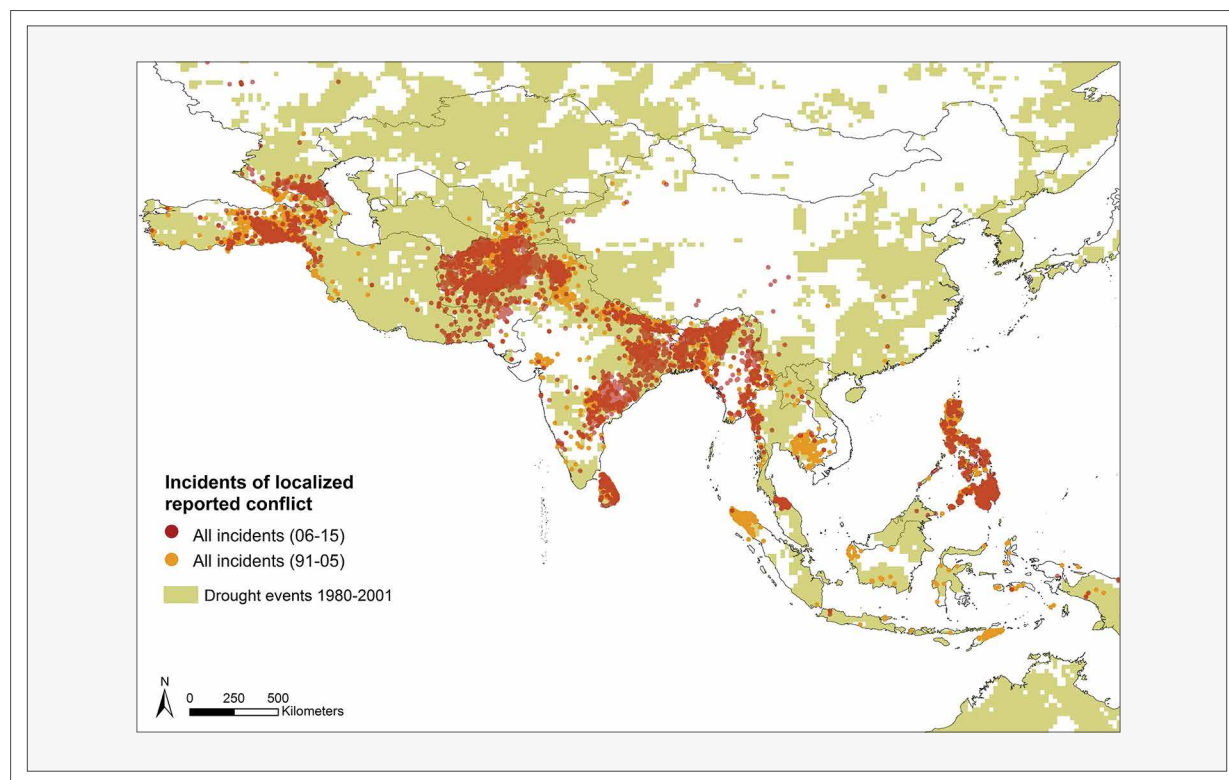 Incidents of localized
reported conflict
All incidents (06-15)
All incidents (91-05)
Drought events 1980-2001
N
0 250 500
Kilometers